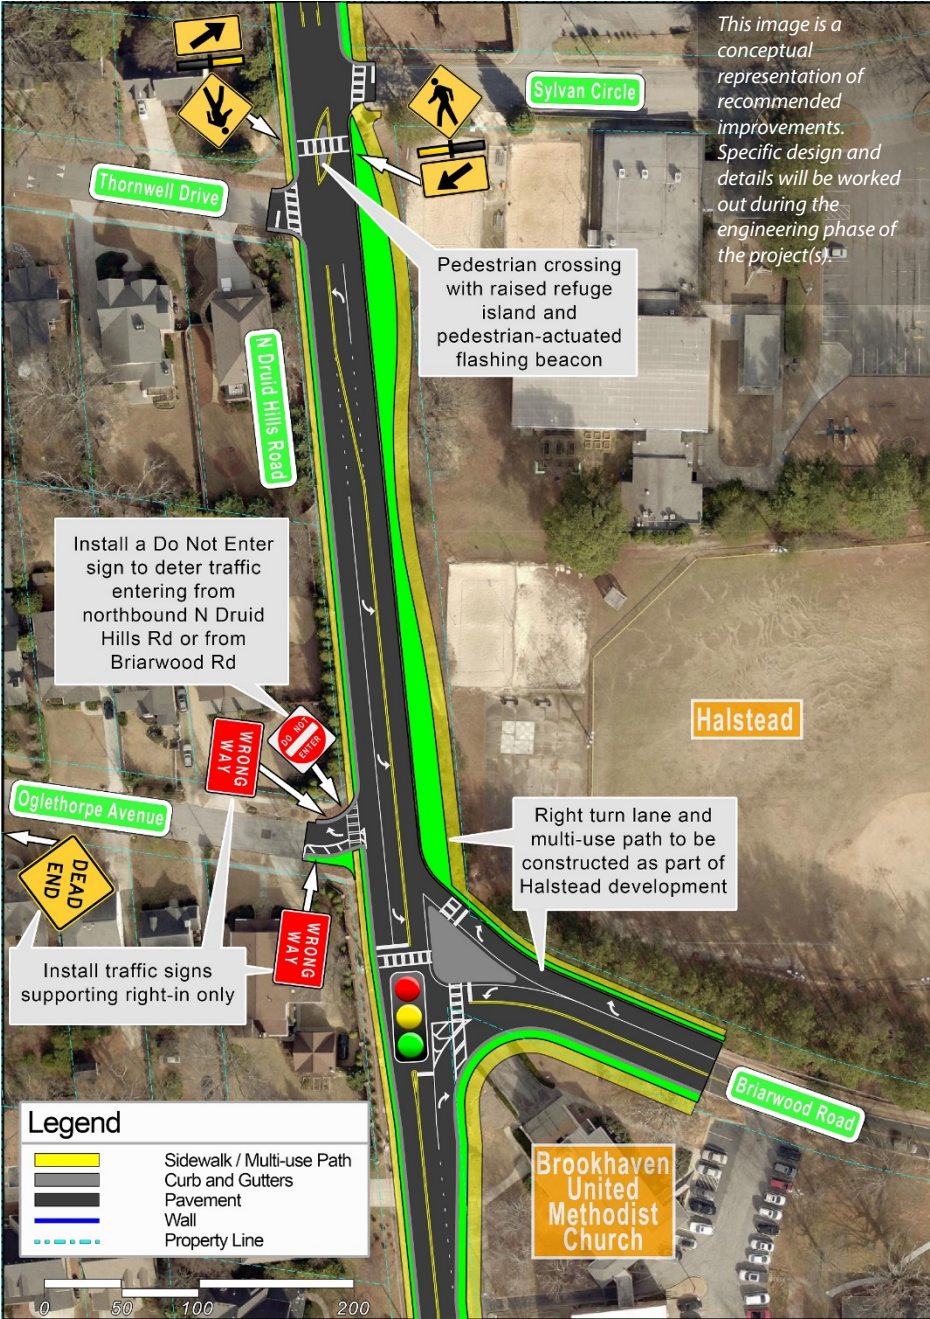 This image is a
conceptual
representation of
recommended
improvements.
Specific design and
details will be worked
out during the
engineering phase of
the project(s).
Sylvan Circle
Thornwell Drive
Pedestrian crossing
with raised refuge
island and
pedestrian-actuated
flashing beacon
N Druid Hills Road
Install a Do Not Enter
sign to deter traffic
entering from
northbound N Druid
Hills Rd or from
Briarwood Rd
DO NOT
ENTER
WRONG
WAY
Halstead
Oglethorpe Avenue
Right turn lane and
multi-use path to be
constructed as part of
Halstead development
DEAD
END
WRONG
WAY
Install traffic signs
supporting right-in only
Briarwood Road
Brookhaven
United
Methodist
Church
Legend
Sidewalk / Multi-use Path
Curb and Gutters
Pavement
Wall
Property Line
0 50 100 200